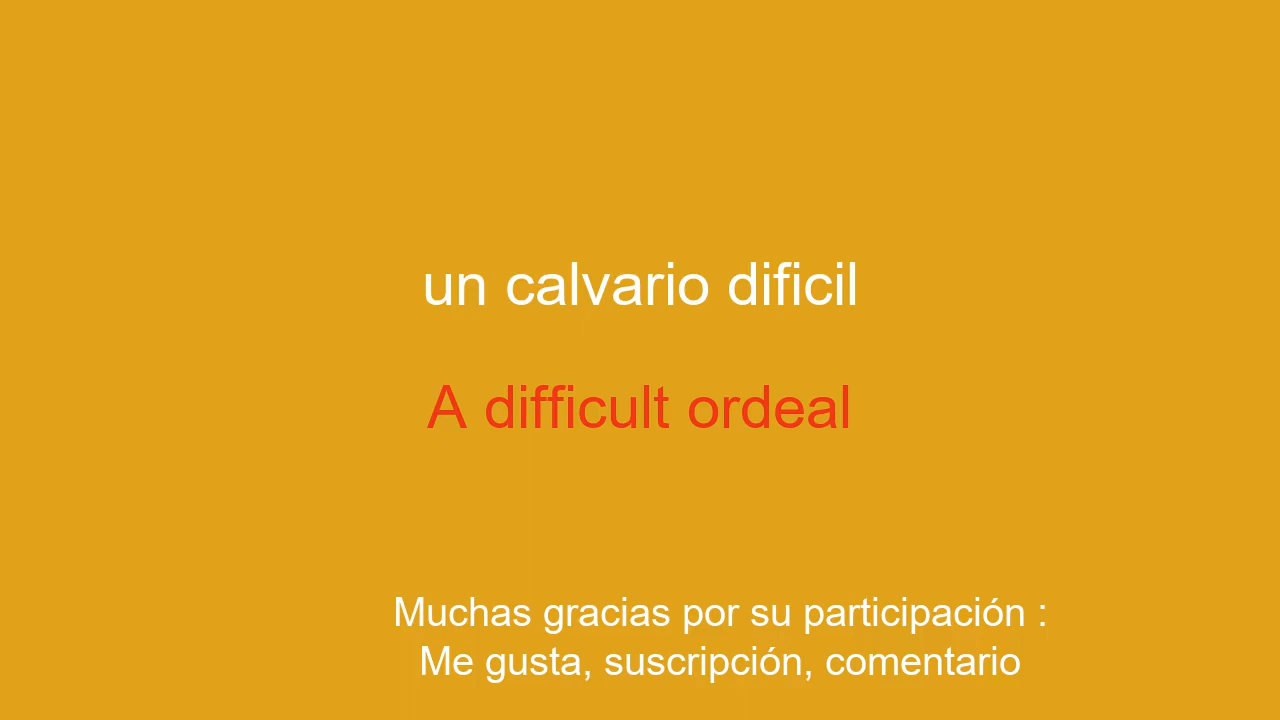 un calvario dificil
A difficult ordeal
Muchas gracias por su participación :
Me gusta, suscripción, comentario